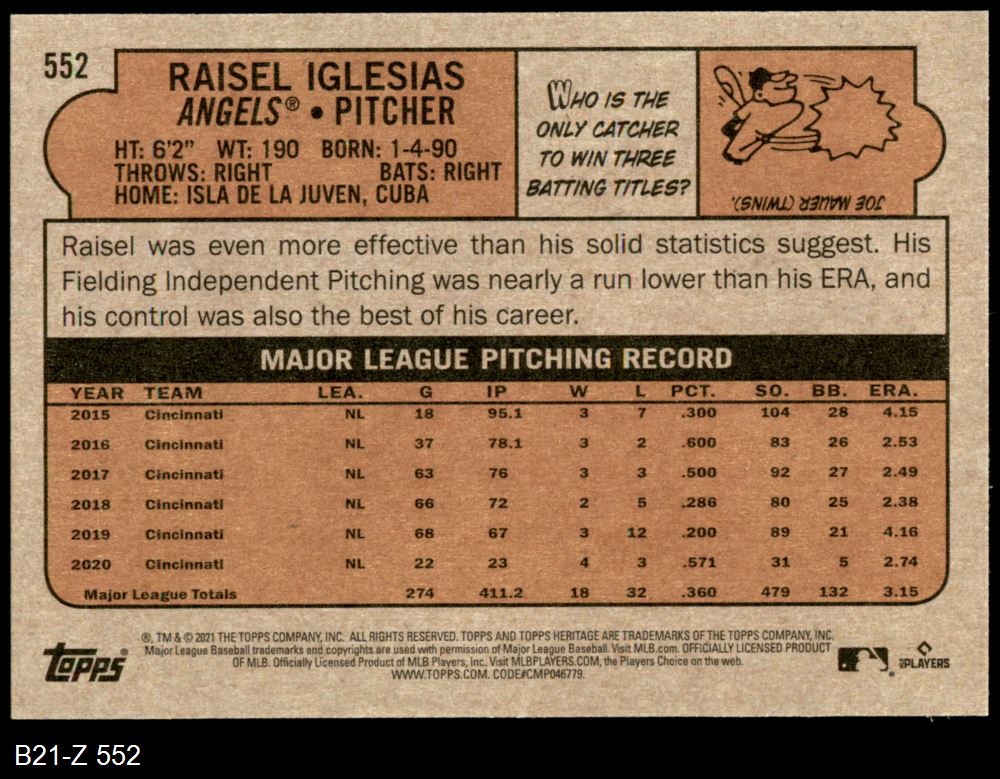 552
RAISEL IGLESIAS
ANGELS® • PITCHER
HT: 6'2" WT: 190 BORN: 1-4-90
THROWS: RIGHT BATS: RIGHT
HOME: ISLA DE LA JUVEN, CUBA
WHO IS THE
ONLY CATCHER
TO WIN THREE
BATTING TITLES?
JOE MAUER (TWINS).
Raisel was even more effective than his solid statistics suggest. His
Fielding Independent Pitching was nearly a run lower than his ERA, and
his control was also the best of his career.
MAJOR LEAGUE PITCHING RECORD
YEAR TEAM LEA. G IP W L PCT. SO. BB. ERA.
2015 Cincinnati NL 18 95.1 3 7 .300 104 28 4.15
2016 Cincinnati NL 37 78.1 3 2 .600 83 26 2.53
2017 Cincinnati NL 63 76 3 3 .500 92 27 2.49
2018 Cincinnati NL 66 72 2 5 .286 80 25 2.38
2019 Cincinnati NL 68 67 3 12 .200 89 21 4.16
2020 Cincinnati NL 22 23 4 3 .571 31 5 2.74
Major League Totals 274 411.2 18 32 .360 479 132 3.15
®, TM & © 2021 THE TOPPS COMPANY, INC. ALL RIGHTS RESERVED. TOPPS AND TOPPS HERITAGE ARE TRADEMARKS OF THE TOPPS COMPANY, INC.
Major League Baseball trademarks and copyrights are used with permission of Major League Baseball. Visit MLB.com. OFFICIALLY LICENSED PRODUCT
OF MLB. Officially Licensed Product of MLB Players, Inc. Visit MLBPLAYERS.COM, the Players Choice on the web.
WWW.TOPPS.COM. CODE#CMP046779.
topps®
MLB PLAYERS
B21-Z 552